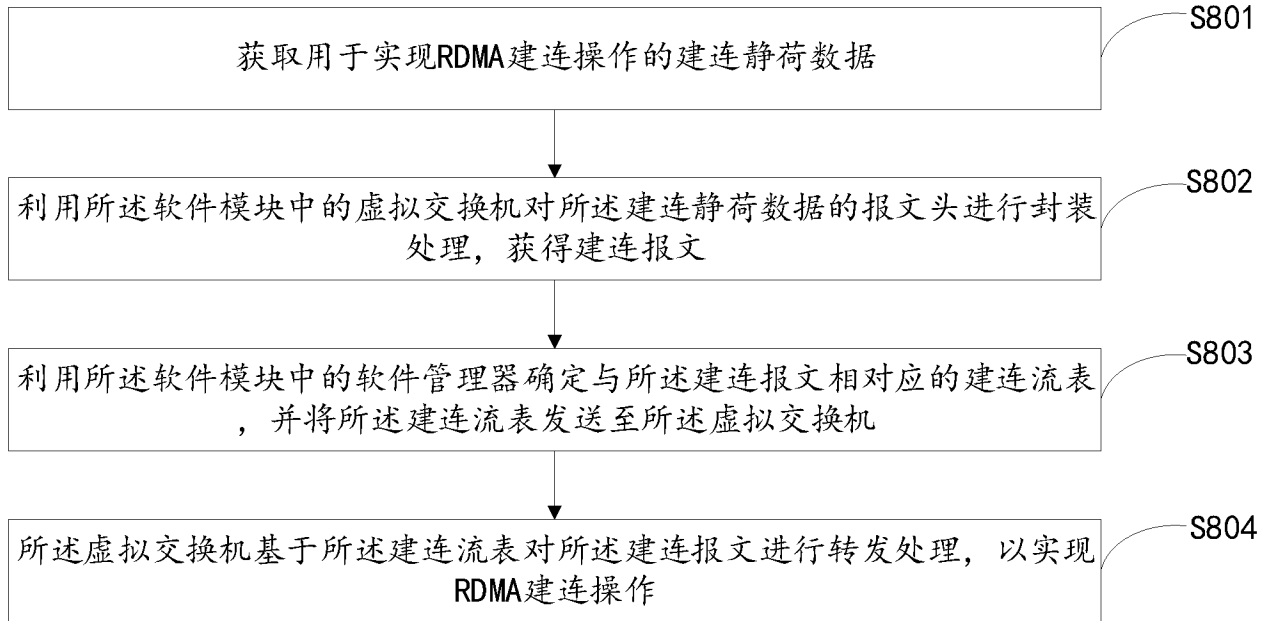 获取用于实现RDMA建连操作的建连静荷数据
S801
利用所述软件模块中的虚拟交换机对所述建连静荷数据的报文头进行封装
处理，获得建连报文
S802
利用所述软件模块中的软件管理器确定与所述建连报文相对应的建连流表
，并将所述建连流表发送至所述虚拟交换机
S803
所述虚拟交换机基于所述建连流表对所述建连报文进行转发处理，以实现
RDMA建连操作
S804